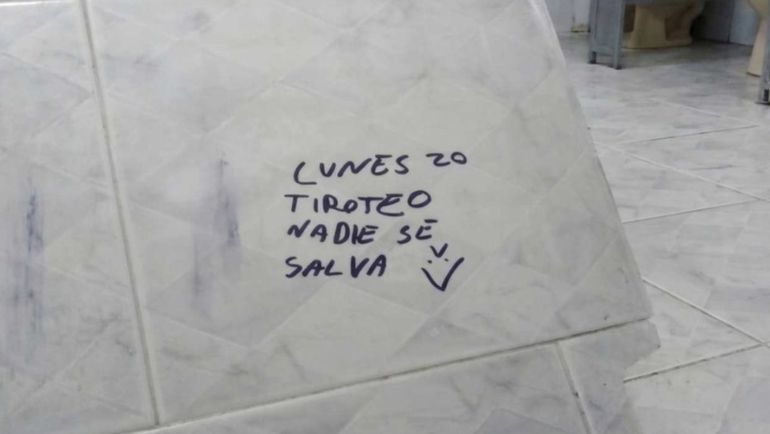 LUNES 20
TIROTEO
NADIE SE
SALVA